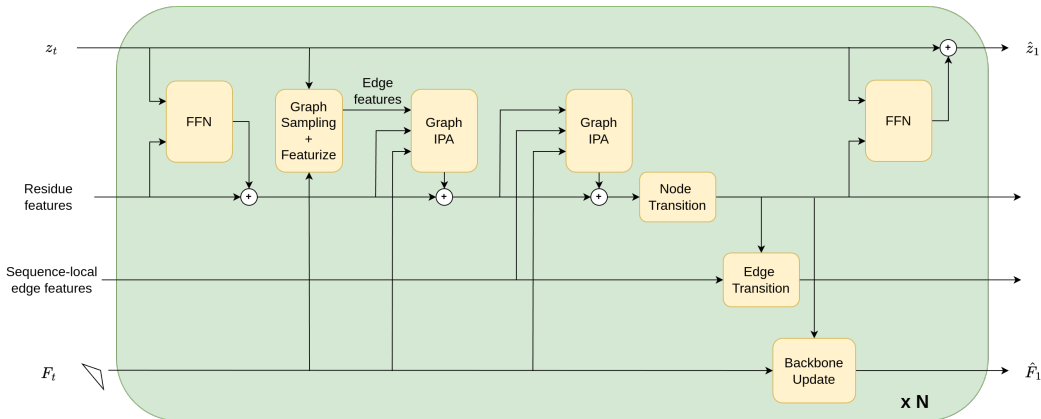 z_t
ẑ_1
FFN
Graph
Sampling
+
Featurize
Edge
features
Graph
IPA
Graph
IPA
FFN
+
Residue
features
+
+
+
Node
Transition
Sequence-local
edge features
Edge
Transition
F_t
Backbone
Update
F̂_1
x N